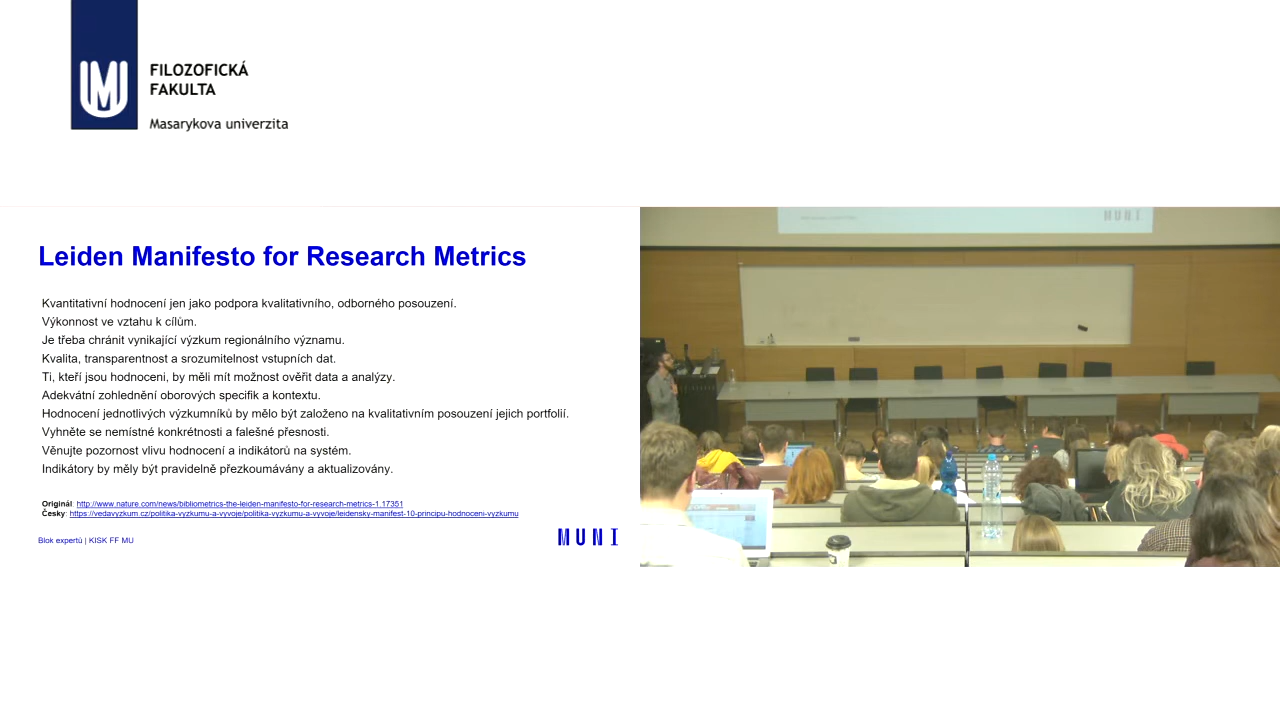 FILOZOFICKÁ
FAKULTA
Masarykova univerzita
Leiden Manifesto for Research Metrics
Kvantitativní hodnocení jen jako podpora kvalitativního, odborného posouzení.
Výkonnost ve vztahu k cílům.
Je třeba chránit vynikající výzkum regionálního významu.
Kvalita, transparentnost a srozumitelnost vstupních dat.
Ti, kteří jsou hodnoceni, by měli mít možnost ověřit data a analýzy.
Adekvátní zohlednění oborových specifik a kontextu.
Hodnocení jednotlivých výzkumníků by mělo být založeno na kvalitativním posouzení jejich portfolií.
Vyhněte se nemístné konkrétnosti a falešné přesnosti.
Věnujte pozornost vlivu hodnocení a indikátorů na systém.
Indikátory by měly být pravidelně přezkoumávány a aktualizovány.
Originál: http://www.nature.com/news/bibliometrics-the-leiden-manifesto-for-research-metrics-1.17351
Česky: https://vedavyzkum.cz/politika-vyzkumu-a-vyvoje/politika-vyzkumu-a-vyvoje/leidensky-manifest-10-principu-hodnoceni-vyzkumu
Blok expertů | KISK FF MU
MUNI
MUNI